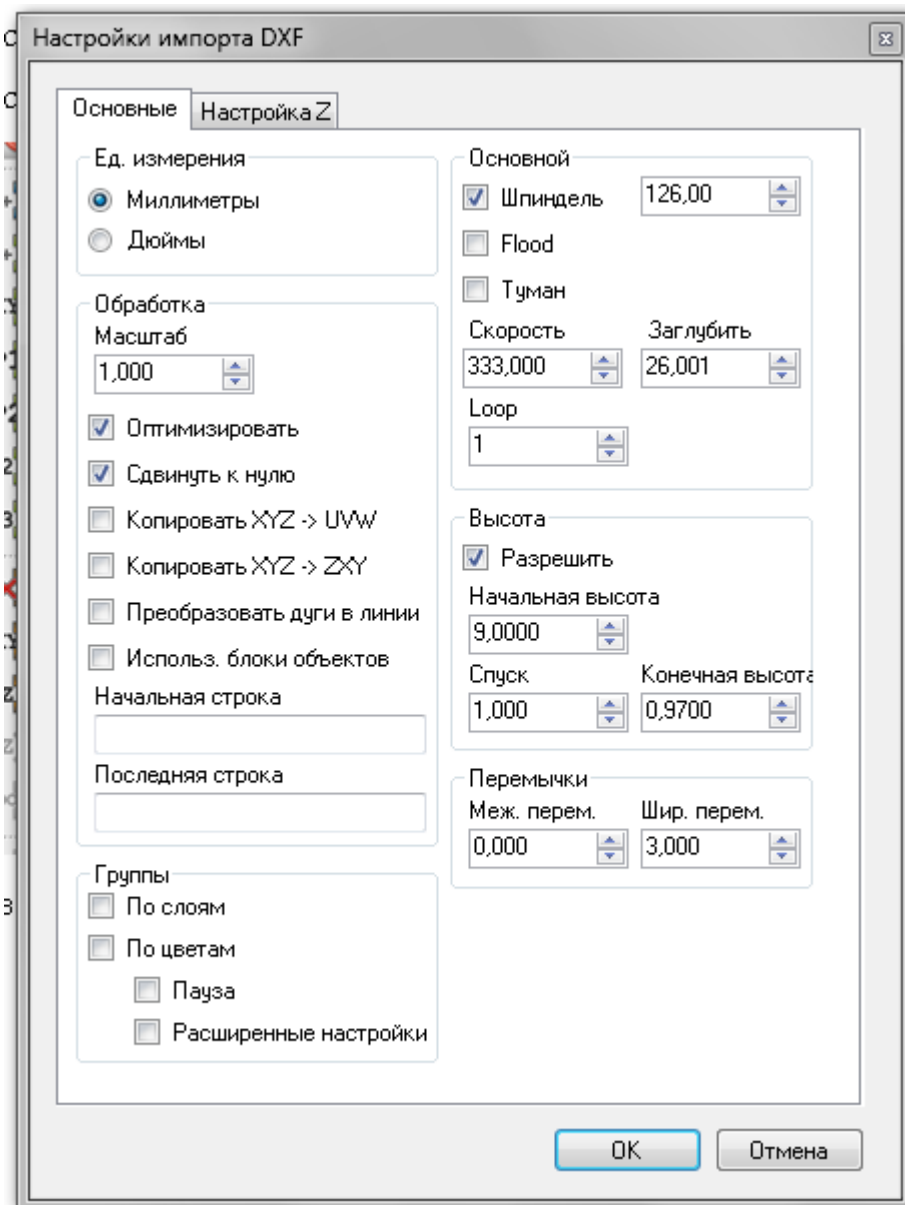 Настройки импорта DXF
Основные
Настройка Z
Ед. измерения
Миллиметры
Дюймы
Обработка
Масштаб
1,000
Оптимизировать
Сдвинуть к нулю
Копировать XYZ -> UVW
Копировать XYZ -> ZXY
Преобразовать дуги в линии
Использ. блоки объектов
Начальная строка
Последняя строка
Группы
По слоям
По цветам
Пауза
Расширенные настройки
Основной
Шпиндель 126,00
Flood
Туман
Скорость Заглубить
333,000 26,001
Loop
1
Высота
Разрешить
Начальная высота
9,0000
Спуск Конечная высота
1,000 0,9700
Перемычки
Меж. перем. Шир. перем.
0,000 3,000
OK Отмена